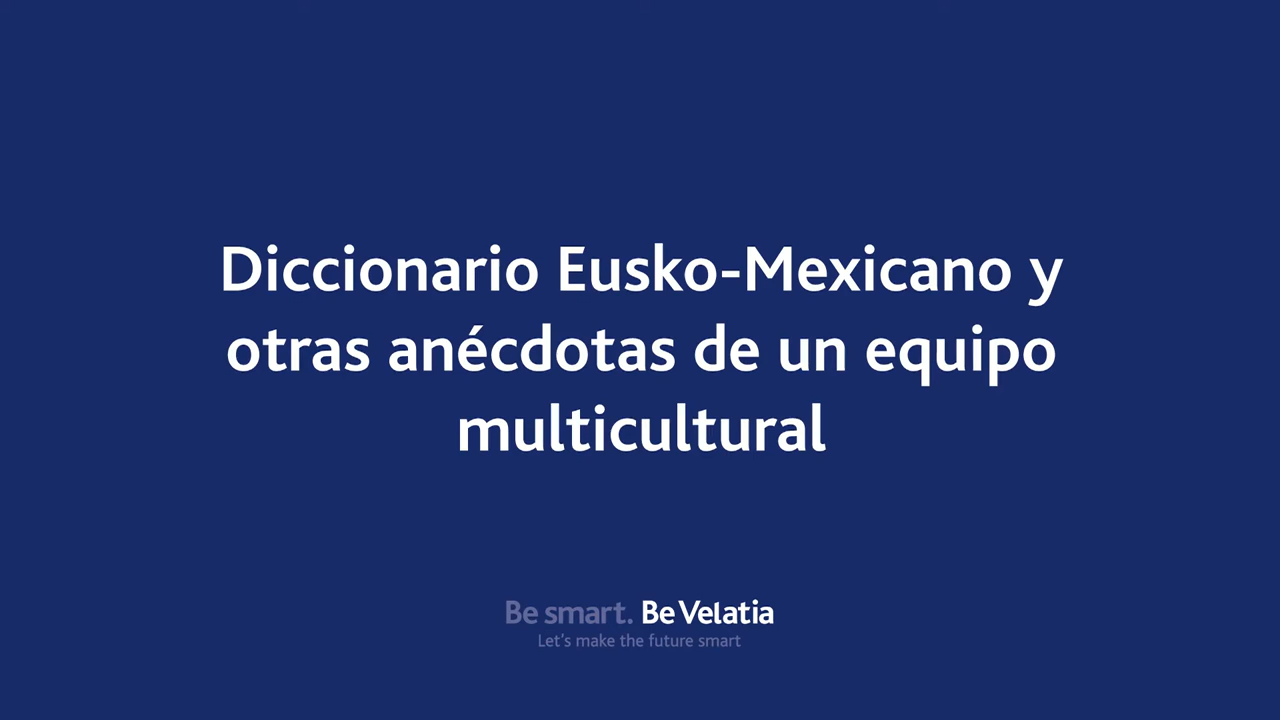 Diccionario Eusko-Mexicano y
otras anécdotas de un equipo
multicultural
Be smart. Be Velatia
Let's make the future smart